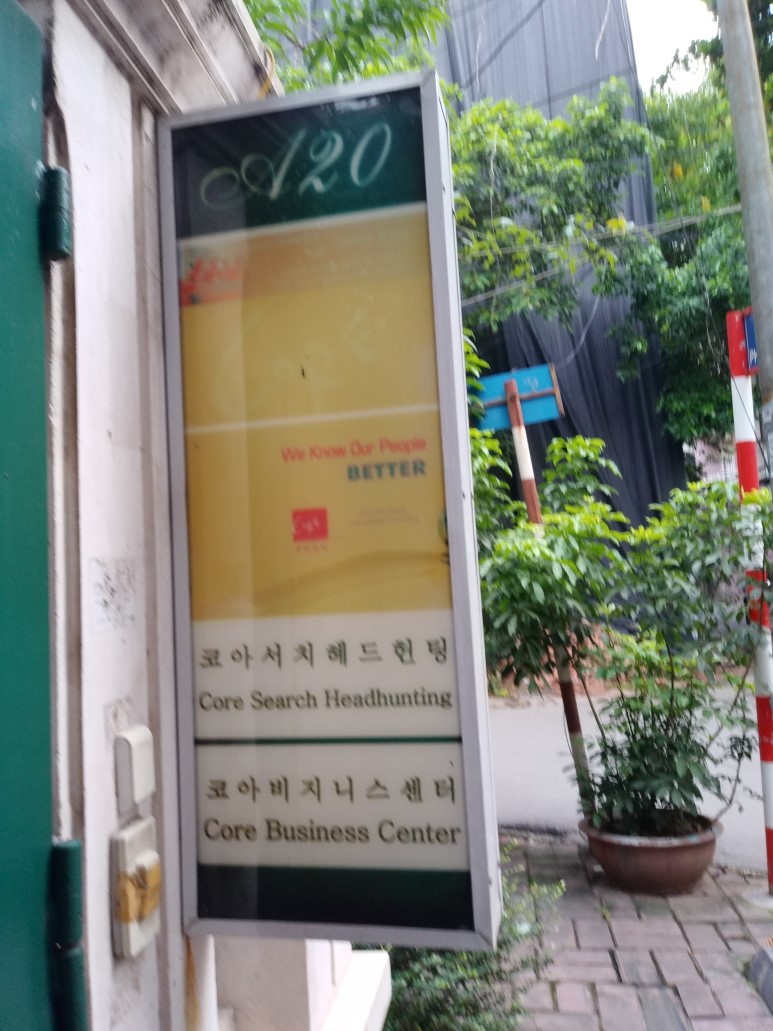 A20
We Know Our People
BETTER
코아서치헤드헌팅
Core Search Headhunting
코아비지니스센터
Core Business Center